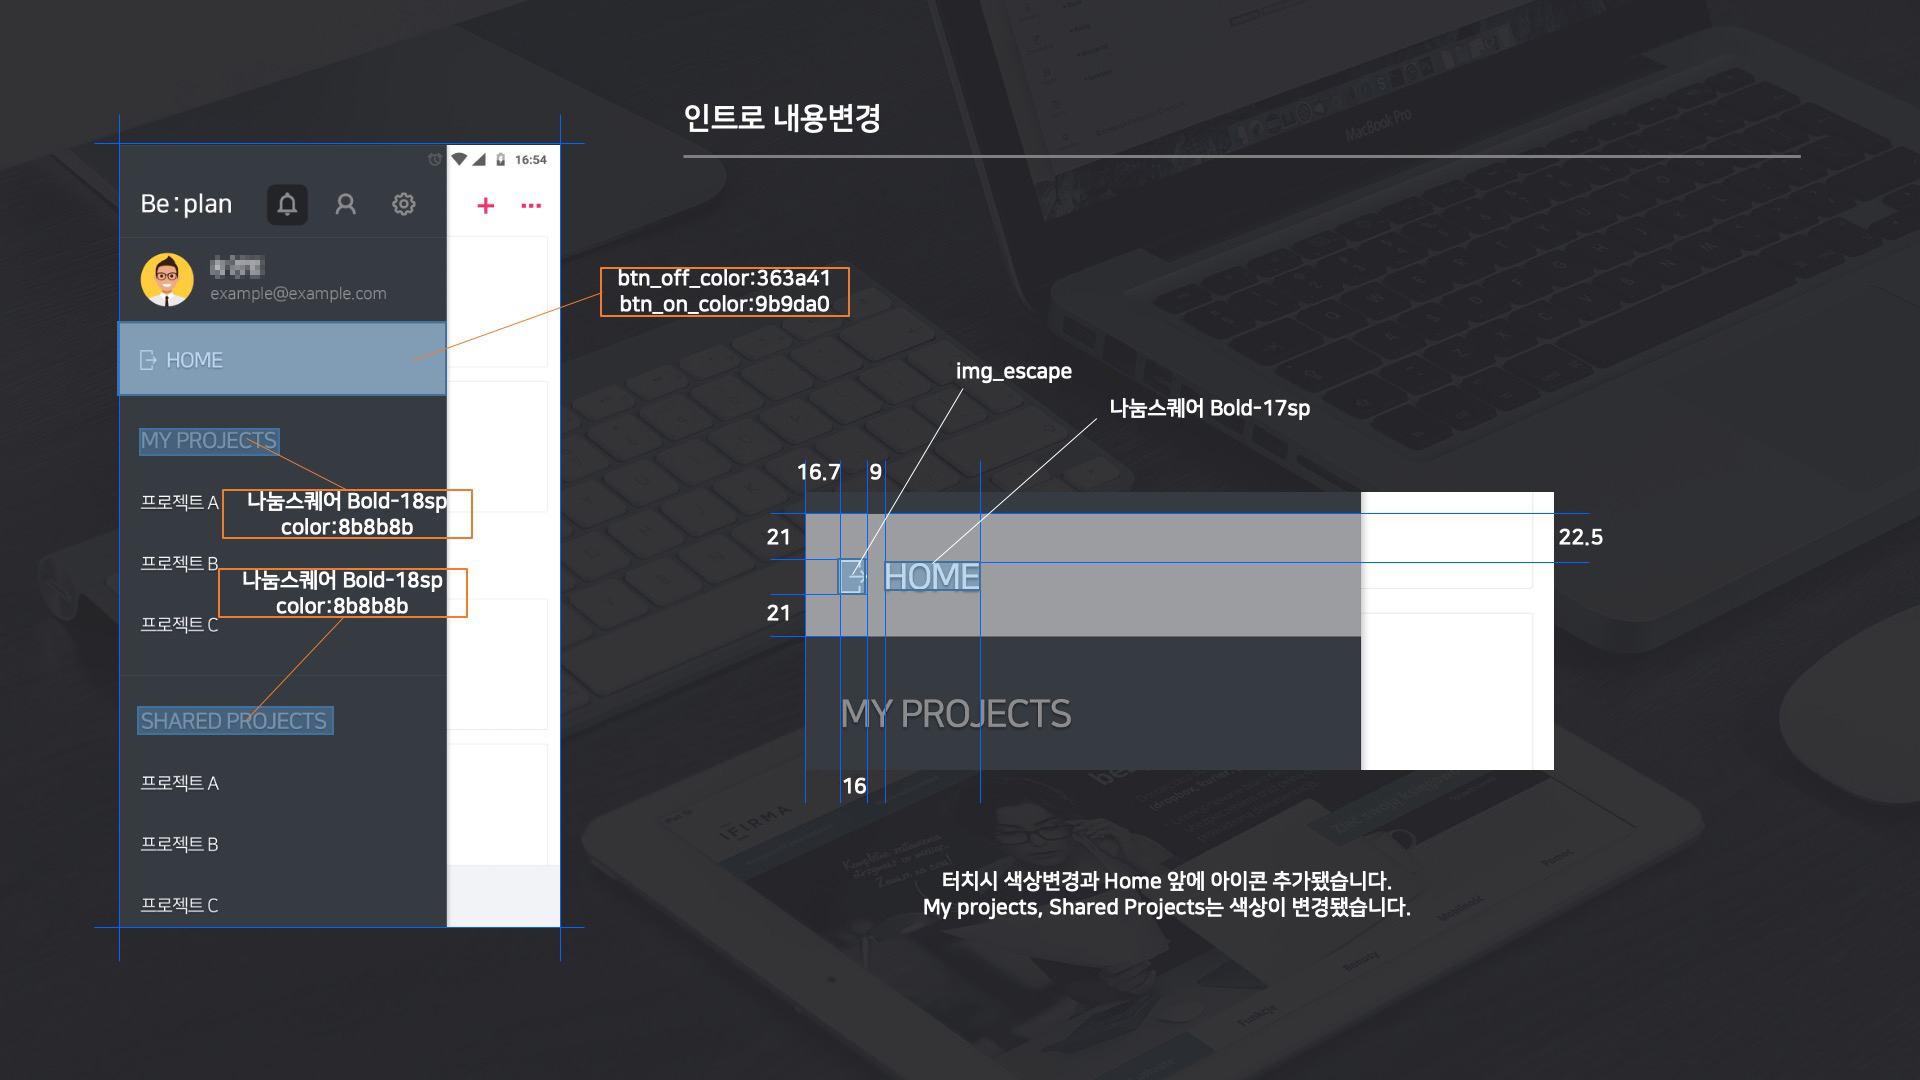 인트로 내용변경
16:54
Be:plan
example@example.com
btn_off_color:363a41
btn_on_color:9b9da0
HOME
MY PROJECTS
프로젝트 A
나눔스퀘어 Bold-18sp
color:8b8b8b
프로젝트 B
나눔스퀘어 Bold-18sp
color:8b8b8b
프로젝트 C
SHARED PROJECTS
프로젝트 A
프로젝트 B
프로젝트 C
img_escape
나눔스퀘어 Bold-17sp
16.7
9
21
22.5
HOME
21
MY PROJECTS
16
터치시 색상변경과 Home 앞에 아이콘 추가됐습니다.
My projects, Shared Projects는 색상이 변경됐습니다.
MacBook Pro
IFIRMA